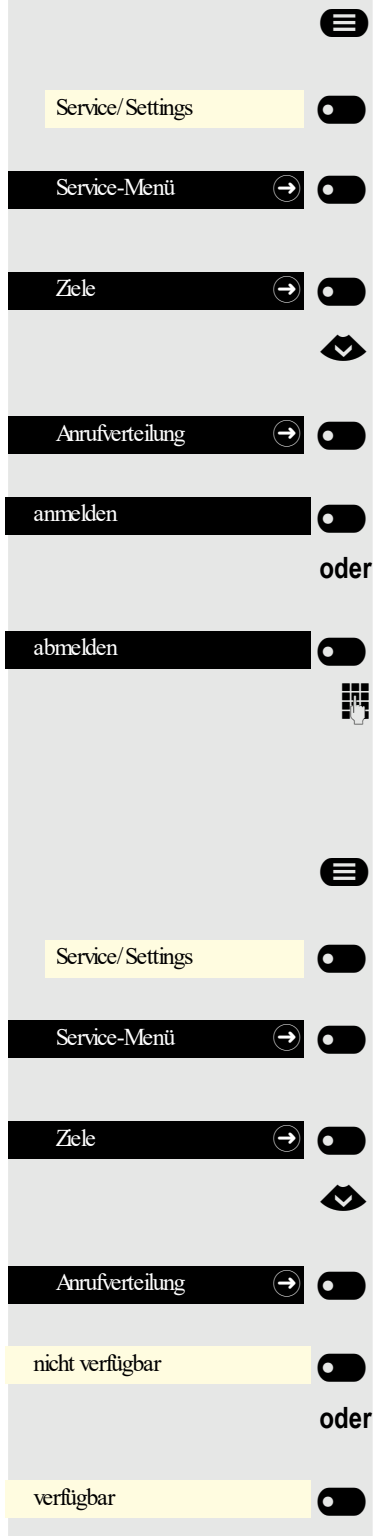 Service/Settings
Service-Menü
Ziele
Anrufverteilung
anmelden
oder
abmelden
Service/Settings
Service-Menü
Ziele
Anrufverteilung
nicht verfügbar
oder
verfügbar